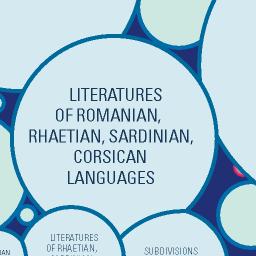 LITERATURES
OF ROMANIAN,
RHAETIAN, SARDINIAN,
CORSICAN
LANGUAGES
LITERATURES
OF RHAETIAN,
SUBDIVISIONS